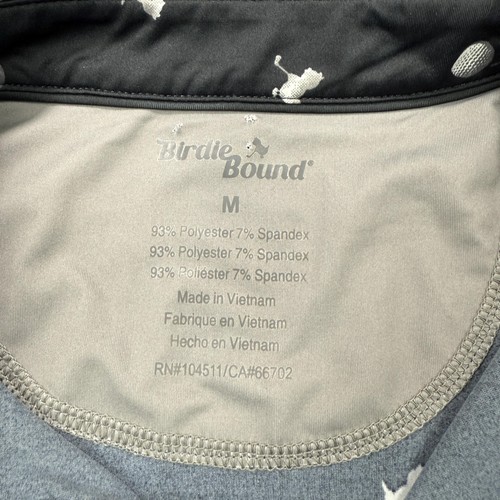 Birdie
Bound®
M
93% Polyester 7% Spandex
93% Polyester 7% Spandex
93% Poliéster 7% Spandex
Made in Vietnam
Fabrique en Vietnam
Hecho en Vietnam
RN#104511/CA#66702